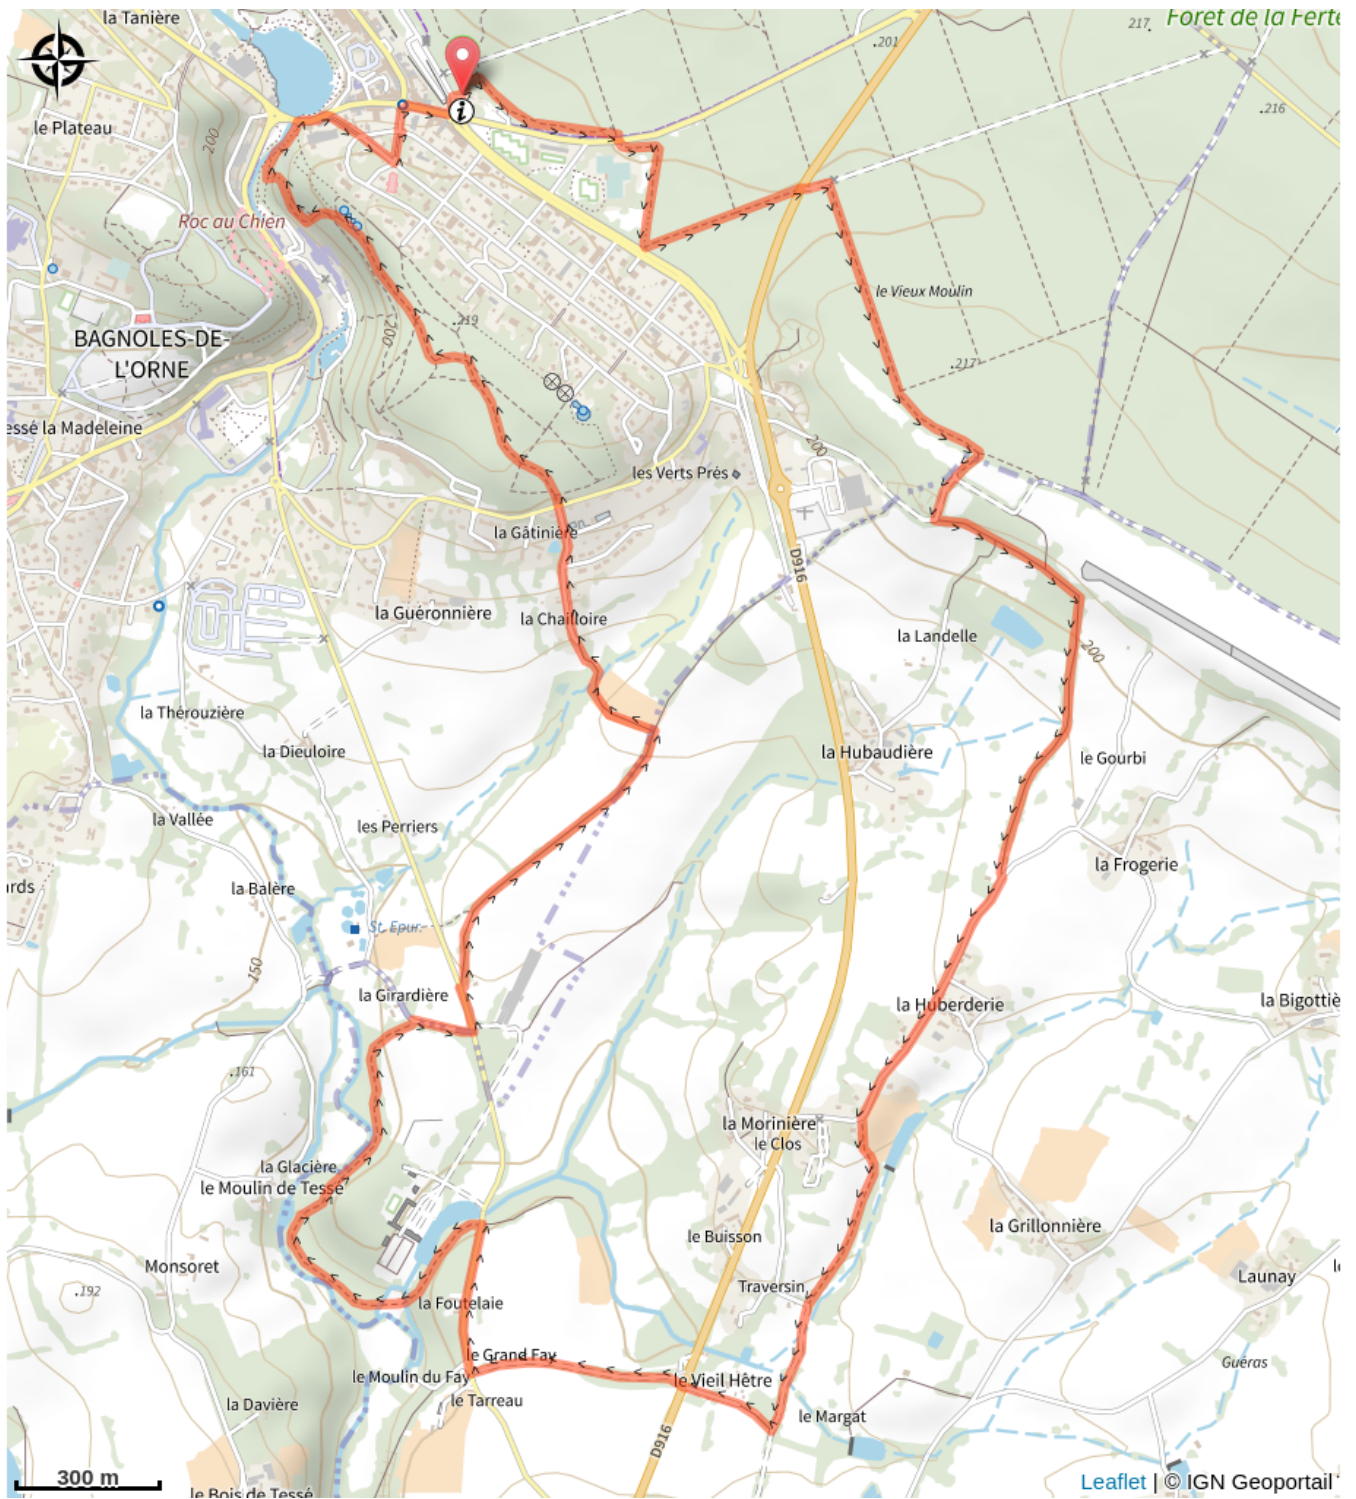 la Tanière
Forêt de la Ferté
217
201
216
le Plateau
200
Roc au Chien
le Vieux Moulin
BAGNOLES-DE-
L'ORNE
200
219
217
essé la Madeleine
200
les Verts Prés
la Gâtinière
D916
la Guéronnière
la Chailloire
la Landelle
200
la Thérouzière
la Dieuloire
la Hubaudière
le Gourbi
la Vallée
les Perriers
la Frogerie
ards
la Balère
St. Epur.
150
la Girardière
la Huberderie
la Bigottiè
161
la Morinière
le Clos
la Glacière
le Moulin de Tessé
la Grillonnière
le Buisson
Monsoret
Launay
192
Traversin
la Foutelaie
le Grand Fay
Guéras
le Moulin du Fay
le Vieil Hêtre
la Davière
le Tarreau
le Margat
D916
300 m
Leaflet | © IGN Geoportail
le Bois de Tessé